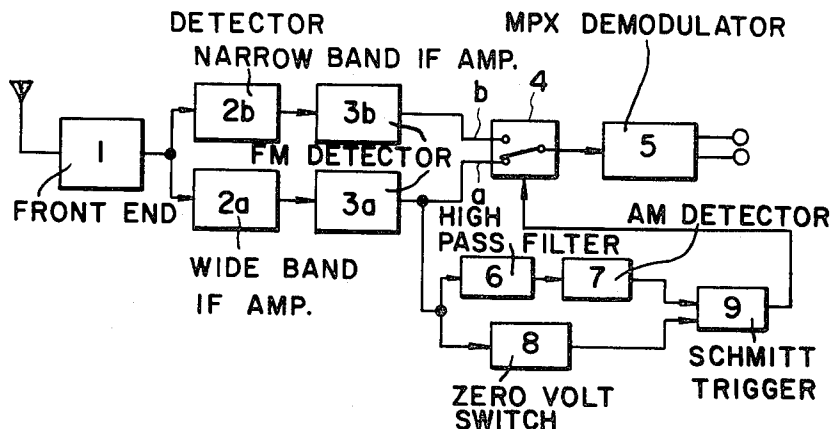 DETECTOR
MPX DEMODULATOR
NARROW BAND IF AMP.
4
2b
3b
b
1
FM DETECTOR
5
FRONT END
2a
3a
a
HIGH
PASS FILTER
AM DETECTOR
WIDE BAND
IF AMP.
6
7
9
8
SCHMITT
TRIGGER
ZERO VOLT
SWITCH